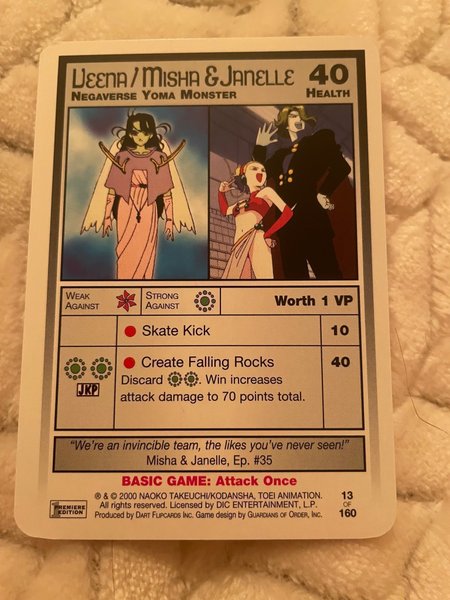 Veena / Misha & Janelle 40
Negaverse Yoma Monster Health
Weak Against Strong Against Worth 1 VP
Skate Kick 10
Create Falling Rocks 40
JKP Discard . Win increases
attack damage to 70 points total.
"We're an invincible team, the likes you've never seen!"
Misha & Janelle, Ep. #35
BASIC GAME: Attack Once
1 PREMIERE EDITION
® & © 2000 NAOKO TAKEUCHI/KODANSHA, TOEI ANIMATION.
All rights reserved. Licensed by DIC ENTERTAINMENT, L.P.
Produced by Dart Flipcards Inc. Game design by Guardians of Order, Inc.
13 OF 160